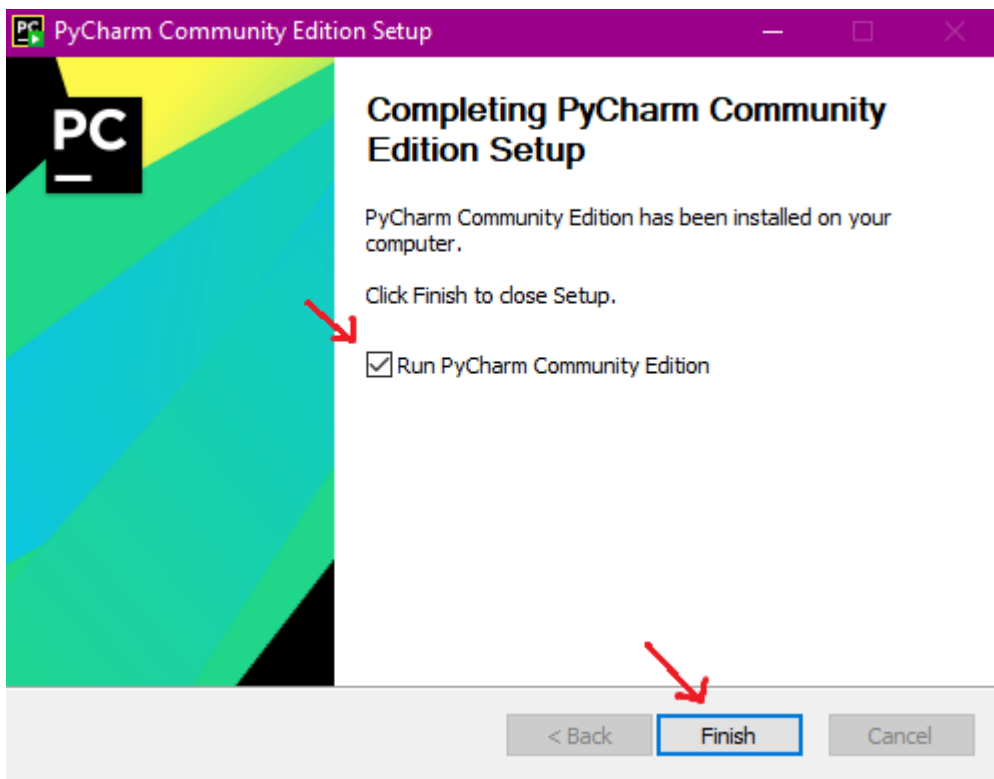 PyCharm Community Edition Setup
PC
Completing PyCharm Community
Edition Setup
PyCharm Community Edition has been installed on your
computer.
Click Finish to close Setup.
Run PyCharm Community Edition
< Back
Finish
Cancel